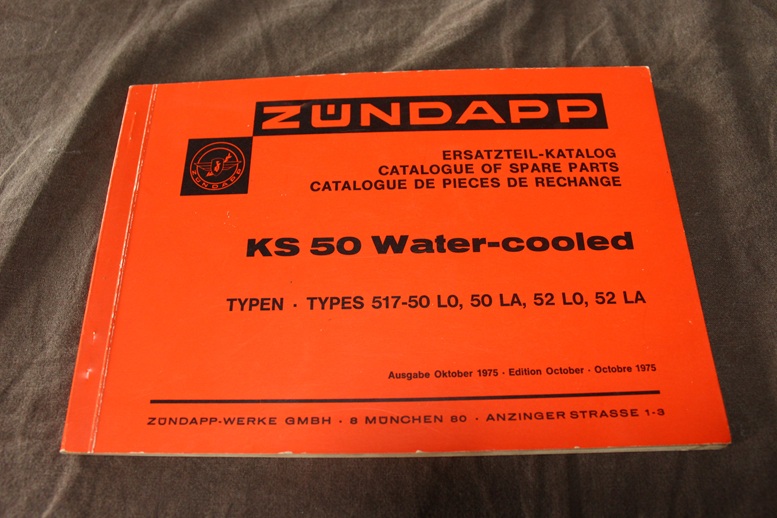 ZÜNDAPP
ZÜNDAPP
ERSATZTEIL-KATALOG
CATALOGUE OF SPARE PARTS
CATALOGUE DE PIECES DE RECHANGE
KS 50 Water-cooled
TYPEN · TYPES 517-50 LO, 50 LA, 52 LO, 52 LA
Ausgabe Oktober 1975 · Edition October · Octobre 1975
ZÜNDAPP-WERKE GMBH · 8 MÜNCHEN 80 · ANZINGER STRASSE 1-3